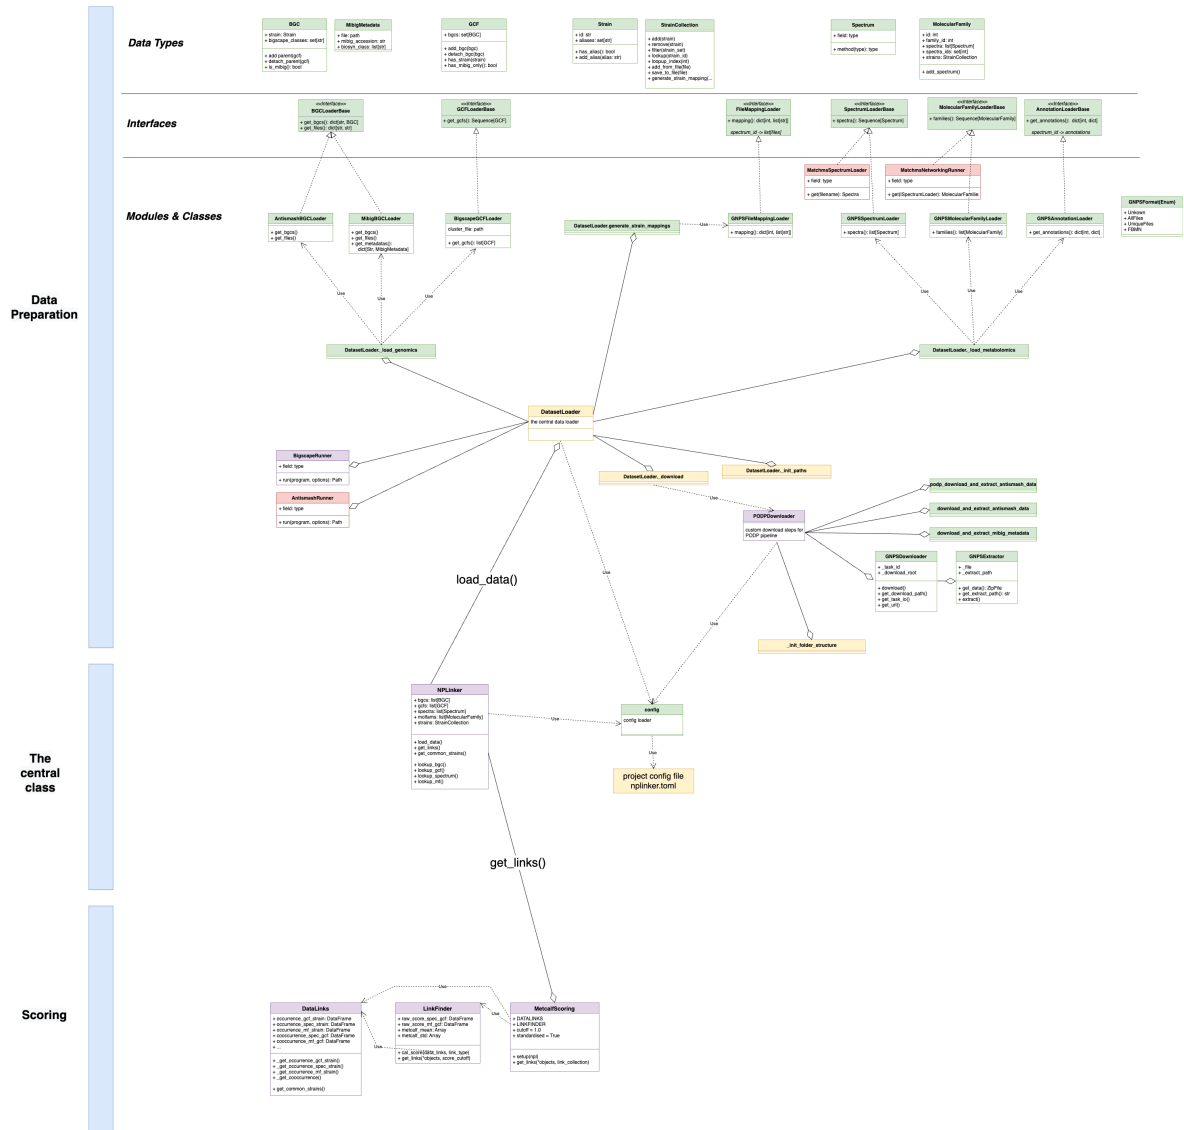 Data Types
BGC
+ strain: Strain
+ bigscape_classes: set[str]
+ add parent(gcf)
+ detach_parent(gcf)
+ is_mibig(): bool
MibigMetadata
+ file: path
+ mibig_accession: str
+ biosyn_class: list[str]
GCF
+ bgcs: set[BGC]
+ add_bgc(bgc)
+ detach_bgc(bgc)
+ has_strain(strain)
+ has_mibig_only(): bool
Strain
+ id: str
+ aliases: set[str]
+ has_alias(): bool
+ add_alias(alias: str)
StrainCollection
+ add(strain)
+ remove(strain)
+ filter(strain_set)
+ lookup(strain_id)
+ loopup_index(int)
+ add_from_file(file)
+ save_to_file(file)
+ generate_strain_mapping(...
Spectrum
+ field: type
+ method(type): type
MolecularFamily
+ id: int
+ family_id: int
+ spectra: list[Spectrum]
+ spectra_ids: set[int]
+ strains: StrainCollection
+ add_spectrum()
Interfaces
<<Interface>>
BGCLoaderBase
+ get_bgcs(): dict[str, BGC]
+ get_files(): dict[str, str]
<<Interface>>
GCFLoaderBase
+ get_gcfs(): Sequence[GCF]
<<Interface>>
FileMappingLoader
+ mapping(): dict[int, list[str]]
spectrum_id -> list[files]
<<Interface>>
SpectrumLoaderBase
+ spectra(): Sequence[Spectrum]
<<Interface>>
MolecularFamilyLoaderBase
+ families(): Sequence[MolecularFamily]
<<Interface>>
AnnotationLoaderBase
+ get_annotations(): dict[int, dict]
spectrum_id -> annotations
Modules & Classes
MatchmsSpectrumLoader
+ field: type
+ get(filename): Spectra
MatchmsNetworkingRunner
+ field: type
+ get(SpectrumLoader): MolecularFamilie
AntismashBGCLoader
+ get_bgcs()
+ get_files()
MibigBGCLoader
+ get_bgcs()
+ get_files()
+ get_metadatas():
dict[Str, MibigMetadata]
BigscapeGCFLoader
cluster_file: path
+ get_gcfs(): list[GCF]
DatasetLoader.generate_strain_mappings
Use
GNPSFileMappingLoader
+ mapping(): dict[int, list[str]]
GNPSSpectrumLoader
+ spectra(): list[Spectrum]
GNPSMolecularFamilyLoader
+ families(): list[MolecularFamily]
GNPSAnnotationLoader
+ get_annotations(): dict[int, dict]
GNPSFormat(Enum)
+ Unkown
+ AllFiles
+ UniqueFiles
+ FBMN
Use
Use
Use
Use
Use
Use
Data
Preparation
DatasetLoader._load_genomics
DatasetLoader._load_metabolomics
DatasetLoader
the central data loader
BigscapeRunner
+ field: type
+ run(program, options): Path
AntismashRunner
+ field: type
+ run(program, options): Path
DatasetLoader._download
DatasetLoader._init_paths
Use
PODPDownloader
custom download steps for
PODP pipeline
podp_download_and_extract_antismash_data
download_and_extract_antismash_data
download_and_extract_mibig_metadata
GNPSDownloader
+ _task_id
+ _download_root
+ download()
+ get_download_path()
+ get_task_io()
+ get_url()
GNPSExtractor
+ _file
+ _extract_path
+ get_data(): ZipFile
+ get_extract_path(): str
+ extract()
load_data()
Use
Use
_init_folder_structure
NPLinker
+ bgcs: list[BGC]
+ gcfs: list[GCF]
+ spectra: list[Spectrum]
+ molfams: list[MolecularFamily]
+ strains: StrainCollection
+ load_data()
+ get_links()
+ get_common_strains()
+ lookup_bgc()
+ lookup_gcf()
+ lookup_spectrum()
+ lookup_mf()
Use
config
config loader
Use
project config file
nplinker.toml
The
central
class
get_links()
Scoring
Use
Use
Use
DataLinks
+ occurrence_gcf_strain: DataFrame
+ occurrence_spec_strain: DataFrame
+ occurrence_mf_strain: DataFrame
+ cooccurrence_spec_gcf: DataFrame
+ cooccurrence_mf_gcf: DataFrame
+ ...
+ _get_occurrence_gcf_strain()
+ _get_occurrence_spec_strain()
+ _get_occurrence_mf_strain()
+ _get_cooccurrence()
+ get_common_strains()
LinkFinder
+ raw_score_spec_gcf: DataFrame
+ raw_score_mf_gcf: DataFrame
+ metcalf_mean: Array
+ metcalf_std: Array
+ cal_score(data_links, link_type)
+ get_links(*objects, score_cutoff)
MetcalfScoring
+ DATALINKS
+ LINKFINDER
+ cutoff = 1.0
+ standardised = True
+ setup(npl)
+ get_links(*objects, link_collection)